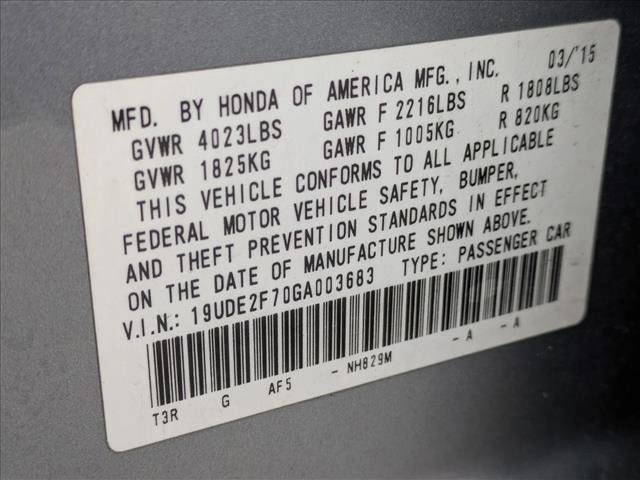 MFD. BY HONDA OF AMERICA MFG., INC. 03/'15
GVWR 4023LBS GAWR F 2216LBS R 1808LBS
GVWR 1825KG GAWR F 1005KG R 820KG
THIS VEHICLE CONFORMS TO ALL APPLICABLE
FEDERAL MOTOR VEHICLE SAFETY, BUMPER,
AND THEFT PREVENTION STANDARDS IN EFFECT
ON THE DATE OF MANUFACTURE SHOWN ABOVE.
V.I.N.: 19UDE2F70GA003683 TYPE: PASSENGER CAR
T3R G AF5 - NH829M - A - A